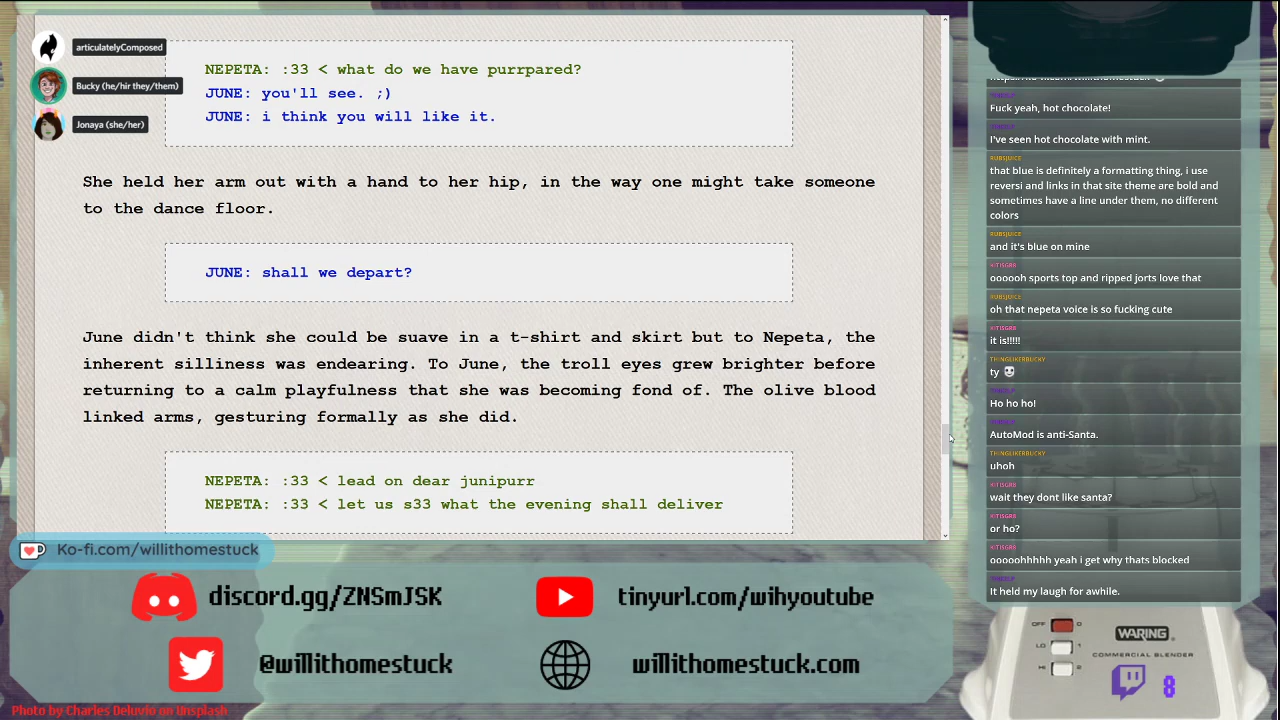 articulatelyComposed
Bucky (he/hir they/them)
Jonaya (she/her)
NEPETA: :33 < what do we have purrpared?
JUNE: you'll see. ;)
JUNE: i think you will like it.
She held her arm out with a hand to her hip, in the way one might take someone
to the dance floor.
JUNE: shall we depart?
June didn't think she could be suave in a t-shirt and skirt but to Nepeta, the
inherent silliness was endearing. To June, the troll eyes grew brighter before
returning to a calm playfulness that she was becoming fond of. The olive blood
linked arms, gesturing formally as she did.
NEPETA: :33 < lead on dear junipurr
NEPETA: :33 < let us s33 what the evening shall deliver
Ko-fi.com/willithomestuck
discord.gg/ZNSmJSK
tinyurl.com/wihyoutube
@willithomestuck
willithomestuck.com
Photo by Charles Deluvio on Unsplash
Fuck yeah, hot chocolate!
I've seen hot chocolate with mint.
RUBSJUICE
that blue is definitely a formatting thing, i use
reversi and links in that site theme are bold and
sometimes have a line under them, no different
colors
RUBSJUICE
and it's blue on mine
oooooh sports top and ripped jorts love that
RUBSJUICE
oh that nepeta voice is so fucking cute
it is!!!!!
THINGLIKERBUCKY
ty
Ho ho ho!
AutoMod is anti-Santa.
THINGLIKERBUCKY
uhoh
wait they dont like santa?
or ho?
ooooohhhhh yeah i get why thats blocked
It held my laugh for awhile.
OFF 0
LO 1
HI 2
WARING
COMMERCIAL BLENDER
8